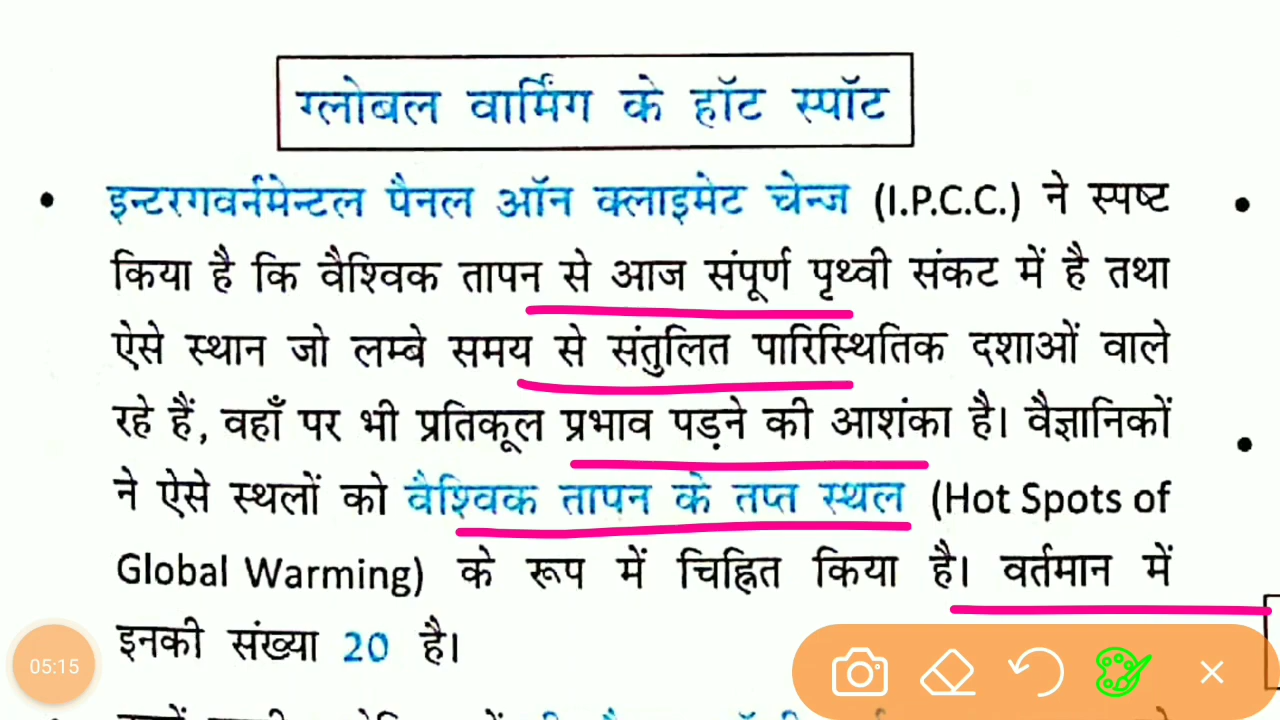 ग्लोबल वार्मिंग के हॉट स्पॉट
• इन्टरगवर्नमेन्टल पैनल ऑन क्लाइमेट चेन्ज (I.P.C.C.) ने स्पष्ट
किया है कि वैश्विक तापन से आज संपूर्ण पृथ्वी संकट में है तथा
ऐसे स्थान जो लम्बे समय से संतुलित पारिस्थितिक दशाओं वाले
रहे हैं, वहाँ पर भी प्रतिकूल प्रभाव पड़ने की आशंका है। वैज्ञानिकों
ने ऐसे स्थलों को वैश्विक तापन के तप्त स्थल (Hot Spots of
Global Warming) के रूप में चिह्नित किया है। वर्तमान में
इनकी संख्या 20 है।
05:15